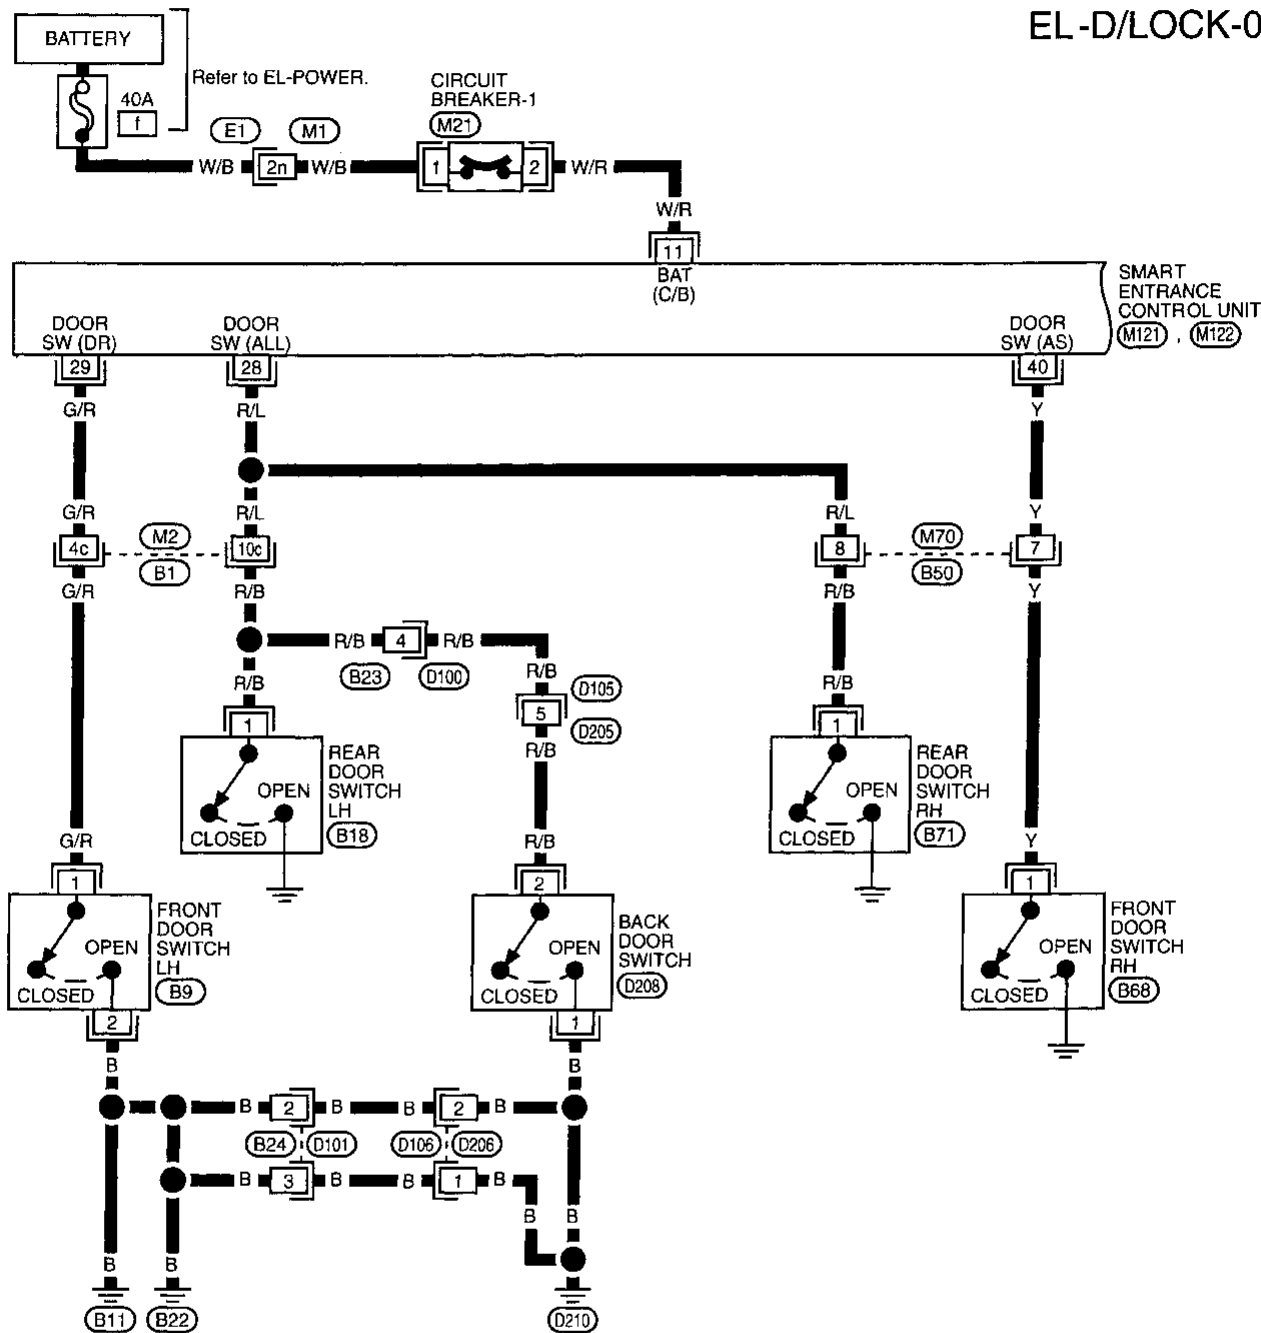 EL-D/LOCK-0
BATTERY
Refer to EL-POWER.
40A
f
CIRCUIT
BREAKER-1
M21
E1
M1
W/B
2n
W/B
1
2
W/R
W/R
11
BAT
(C/B)
SMART
ENTRANCE
CONTROL UNIT
M121 , M122
DOOR
SW (DR)
DOOR
SW (ALL)
DOOR
SW (AS)
29
28
40
G/R
R/L
Y
G/R
R/L
R/L
Y
4c
M2
B1
10c
8
M70
B50
7
G/R
R/B
R/B
Y
R/B
4
R/B
B23
D100
R/B
R/B
D105
5
D205
R/B
R/B
1
REAR
DOOR
SWITCH
LH
B18
OPEN
CLOSED
1
REAR
DOOR
SWITCH
RH
B71
OPEN
CLOSED
G/R
R/B
Y
1
FRONT
DOOR
SWITCH
LH
B9
OPEN
CLOSED
2
2
BACK
DOOR
SWITCH
D208
OPEN
CLOSED
1
1
FRONT
DOOR
SWITCH
RH
B68
OPEN
CLOSED
B
B
B
2
B
B
2
B
B24
D101
D106
D206
B
3
B
B
1
B
B
B
B
B
B11
B22
D210